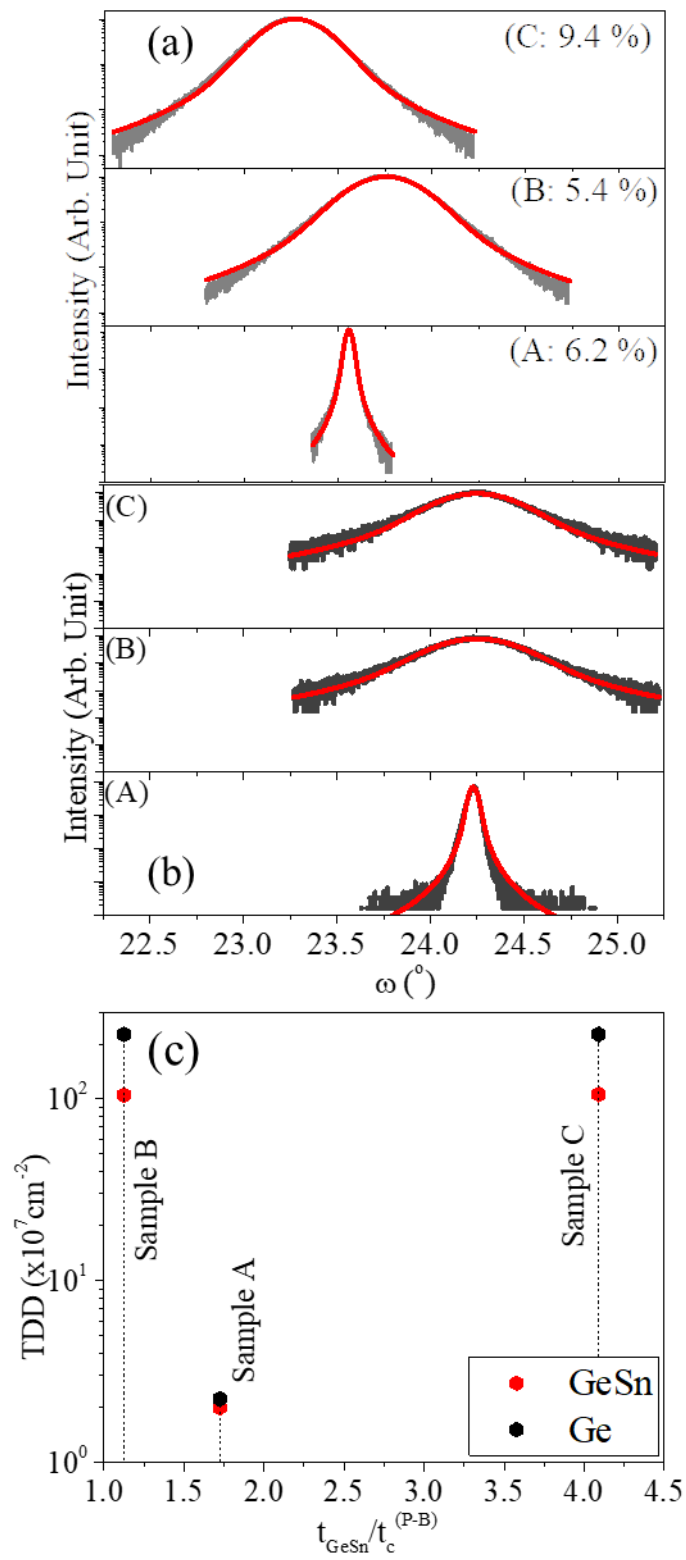 (a)
(C: 9.4 %)
(B: 5.4 %)
(A: 6.2 %)
Intensity (Arb. Unit)
(C)
(B)
(A)
(b)
Intensity (Arb. Unit)
22.5 23.0 23.5 24.0 24.5 25.0
ω (°)
(c)
10²
10¹
10⁰
TDD (x10⁷cm⁻²)
Sample B
Sample A
Sample C
GeSn
Ge
1.0 1.5 2.0 2.5 3.0 3.5 4.0 4.5
t_GeSn/t_c^(P-B)